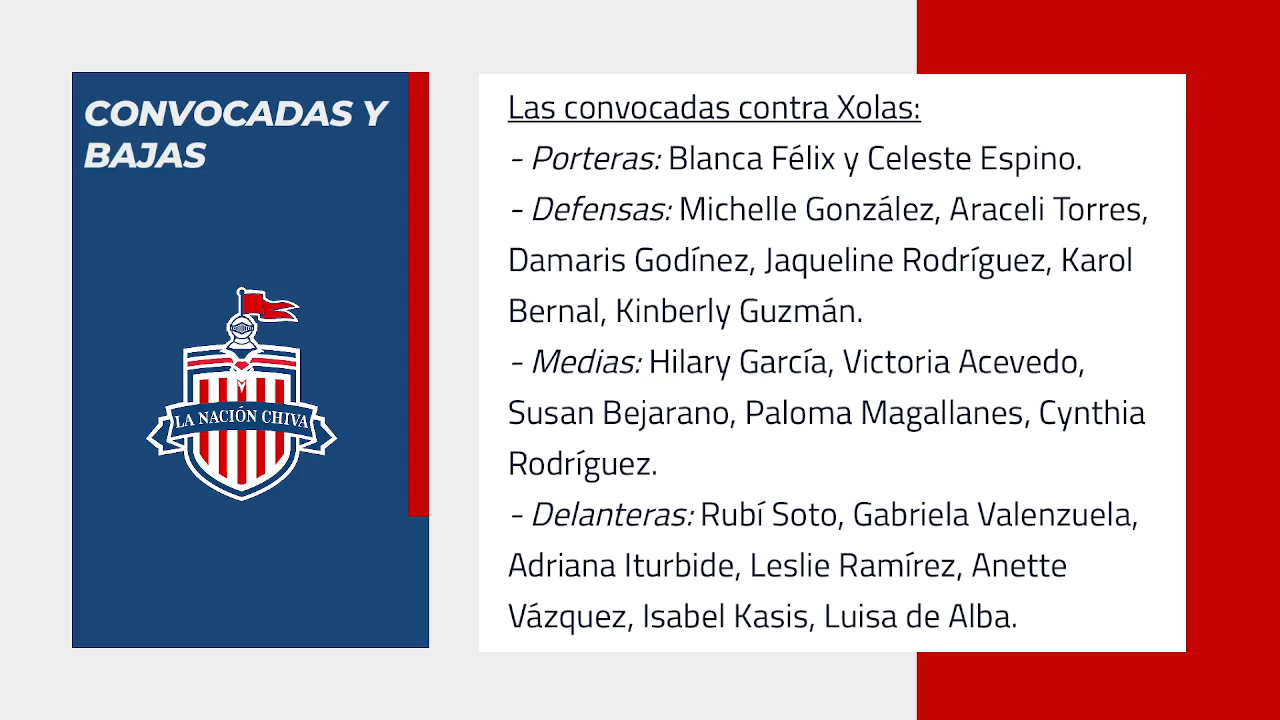 CONVOCADAS Y
BAJAS
LA NACIÓN CHIVA
Las convocadas contra Xolas:
- Porteras: Blanca Félix y Celeste Espino.
- Defensas: Michelle González, Araceli Torres,
Damaris Godínez, Jaqueline Rodríguez, Karol
Bernal, Kinberly Guzmán.
- Medias: Hilary García, Victoria Acevedo,
Susan Bejarano, Paloma Magallanes, Cynthia
Rodríguez.
- Delanteras: Rubí Soto, Gabriela Valenzuela,
Adriana Iturbide, Leslie Ramírez, Anette
Vázquez, Isabel Kasis, Luisa de Alba.